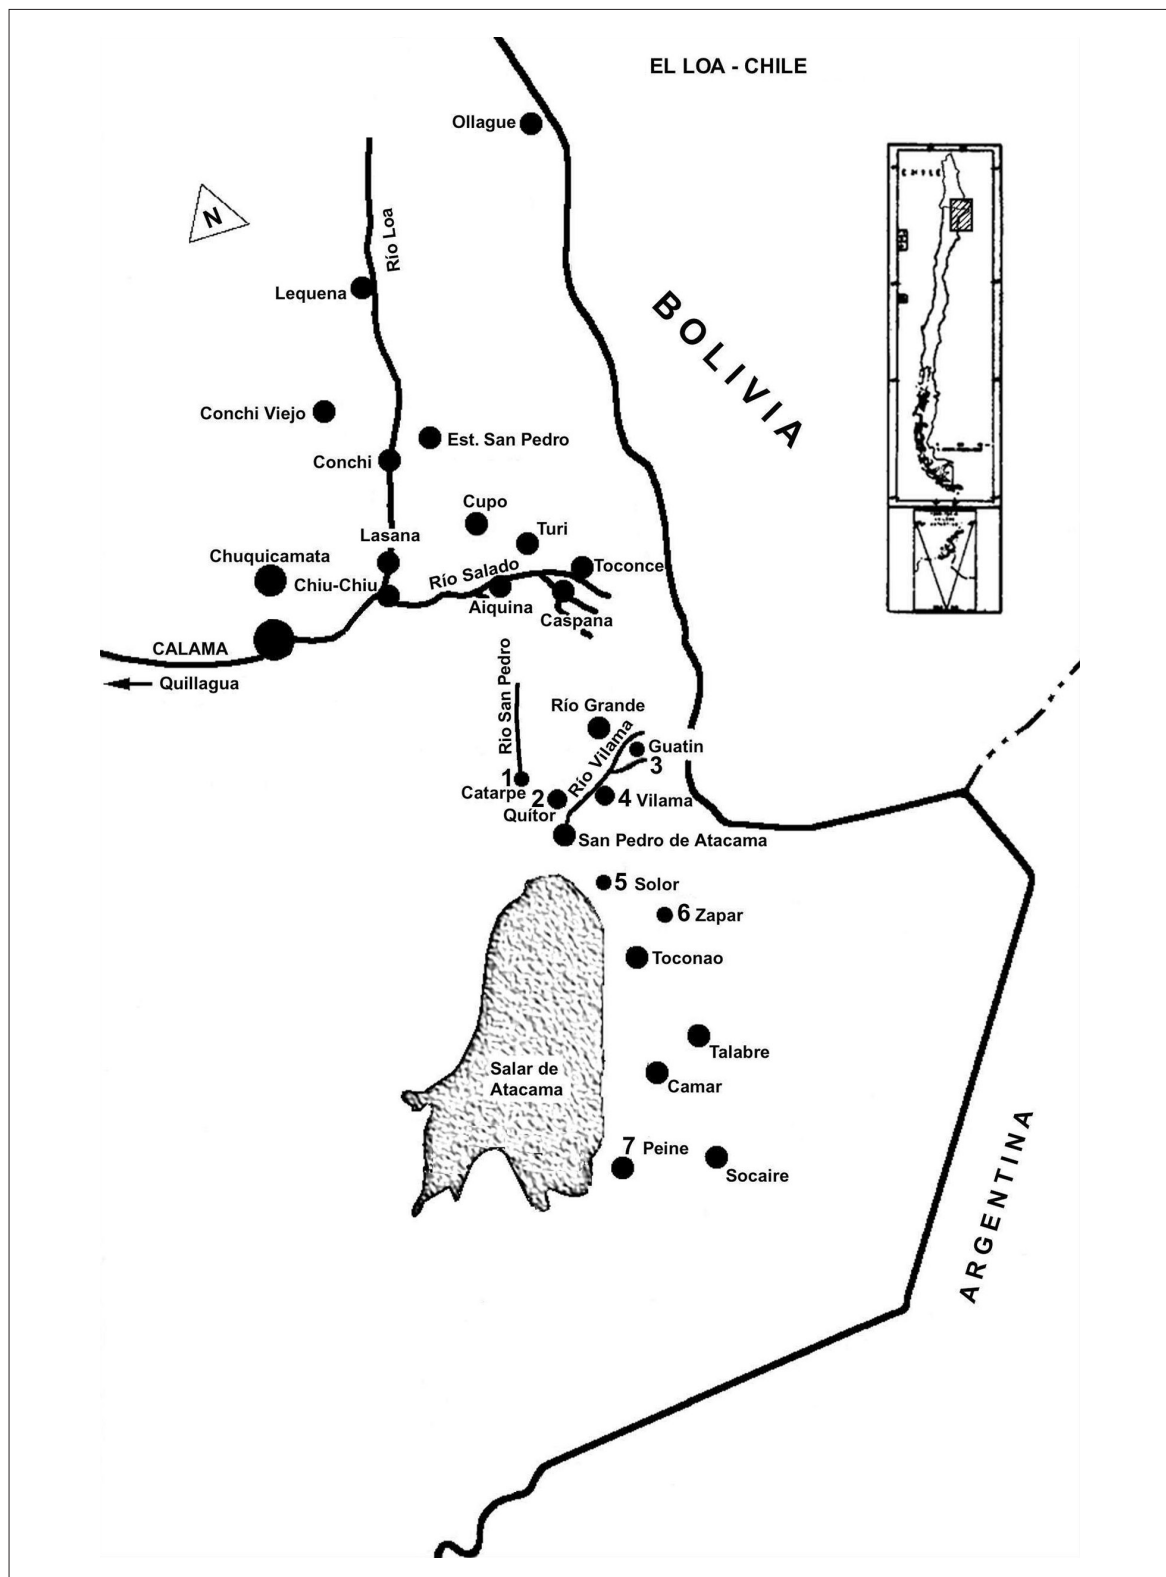 EL LOA - CHILE
Ollague
CHILE
N
Río Loa
Lequena
BOLIVIA
Conchi Viejo
Est. San Pedro
Conchi
Cupo
Turi
Lasana
Chuquicamata
Toconce
Río Salado
Chiu-Chiu
Aiquina
Caspana
CALAMA
Quillagua
Río San Pedro
Río Grande
Río Vilama
Guatin
3
1
Catarpe
2
Quítor
4 Vilama
San Pedro de Atacama
5 Solor
6 Zapar
Toconao
Talabre
Salar de
Atacama
Camar
7 Peine
Socaire
ARGENTINA